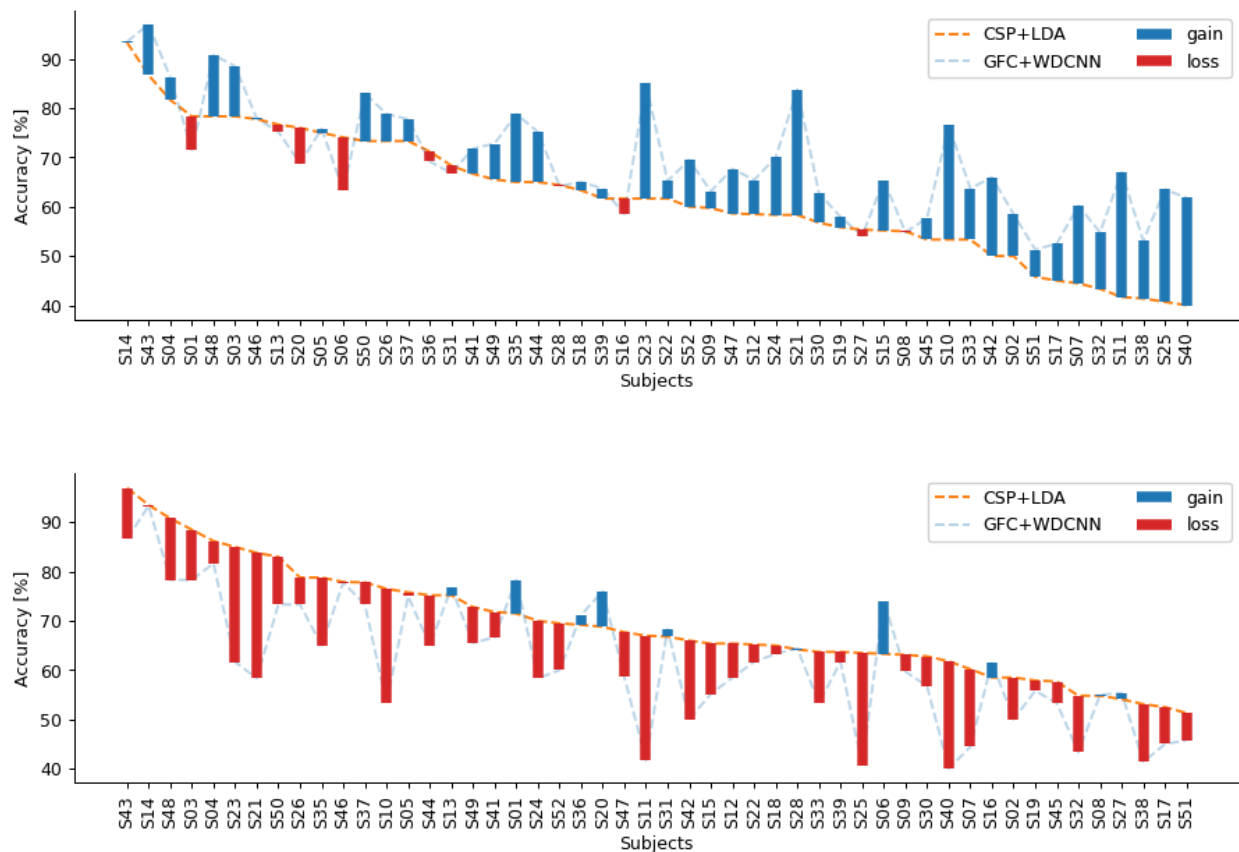 CSP+LDA
GFC+WDCNN
gain
loss
Accuracy [%]
90
80
70
60
50
40
S14 S43 S04 S01 S48 S03 S46 S13 S20 S05 S06 S50 S26 S37 S36 S31 S41 S49 S35 S44 S28 S18 S39 S16 S23 S22 S52 S09 S47 S12 S24 S21 S30 S19 S27 S15 S08 S45 S10 S33 S42 S02 S51 S17 S07 S32 S11 S38 S25 S40
Subjects
CSP+LDA
GFC+WDCNN
gain
loss
Accuracy [%]
90
80
70
60
50
40
S43 S14 S48 S03 S04 S23 S21 S50 S26 S35 S46 S37 S10 S05 S44 S13 S49 S41 S01 S24 S52 S36 S20 S47 S11 S31 S42 S15 S12 S22 S18 S28 S33 S39 S25 S06 S09 S30 S40 S07 S16 S02 S19 S45 S32 S08 S27 S38 S17 S51
Subjects